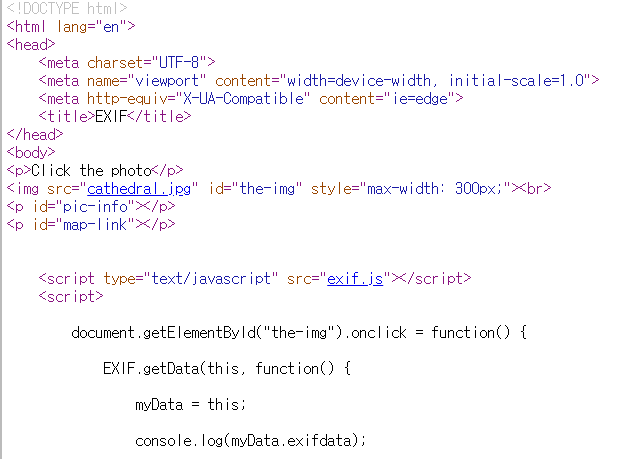 <!DOCTYPE html>
<html lang="en">
<head>
    <meta charset="UTF-8">
    <meta name="viewport" content="width=device-width, initial-scale=1.0">
    <meta http-equiv="X-UA-Compatible" content="ie=edge">
    <title>EXIF</title>
</head>
<body>
<p>Click the photo</p>
<img src="cathedral.jpg" id="the-img" style="max-width: 300px;"><br>
<p id="pic-info"></p>
<p id="map-link"></p>
    <script type="text/javascript" src="exif.js"></script>
    <script>
        document.getElementById("the-img").onclick = function() {
            EXIF.getData(this, function() {
                myData = this;
                console.log(myData.exifdata);